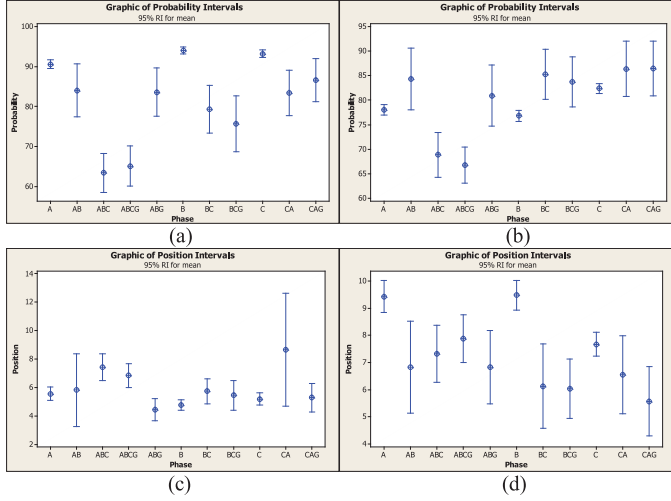 Graphic of Probability Intervals
95% RI for mean
100
90
80
70
60
Probability
A AB ABC ABCG ABG B BC BCG C CA CAG
Phase
(a)
Graphic of Probability Intervals
95% RI for mean
95
90
85
80
75
70
65
60
Probability
A AB ABC ABCG ABG B BC BCG C CA CAG
Phase
(b)
Graphic of Position Intervals
95% RI for mean
14
12
10
8
6
4
2
Position
A AB ABC ABCG ABG B BC BCG C CA CAG
Phase
(c)
Graphic of Position Intervals
95% RI for mean
10
9
8
7
6
5
4
Position
A AB ABC ABCG ABG B BC BCG C CA CAG
Phase
(d)